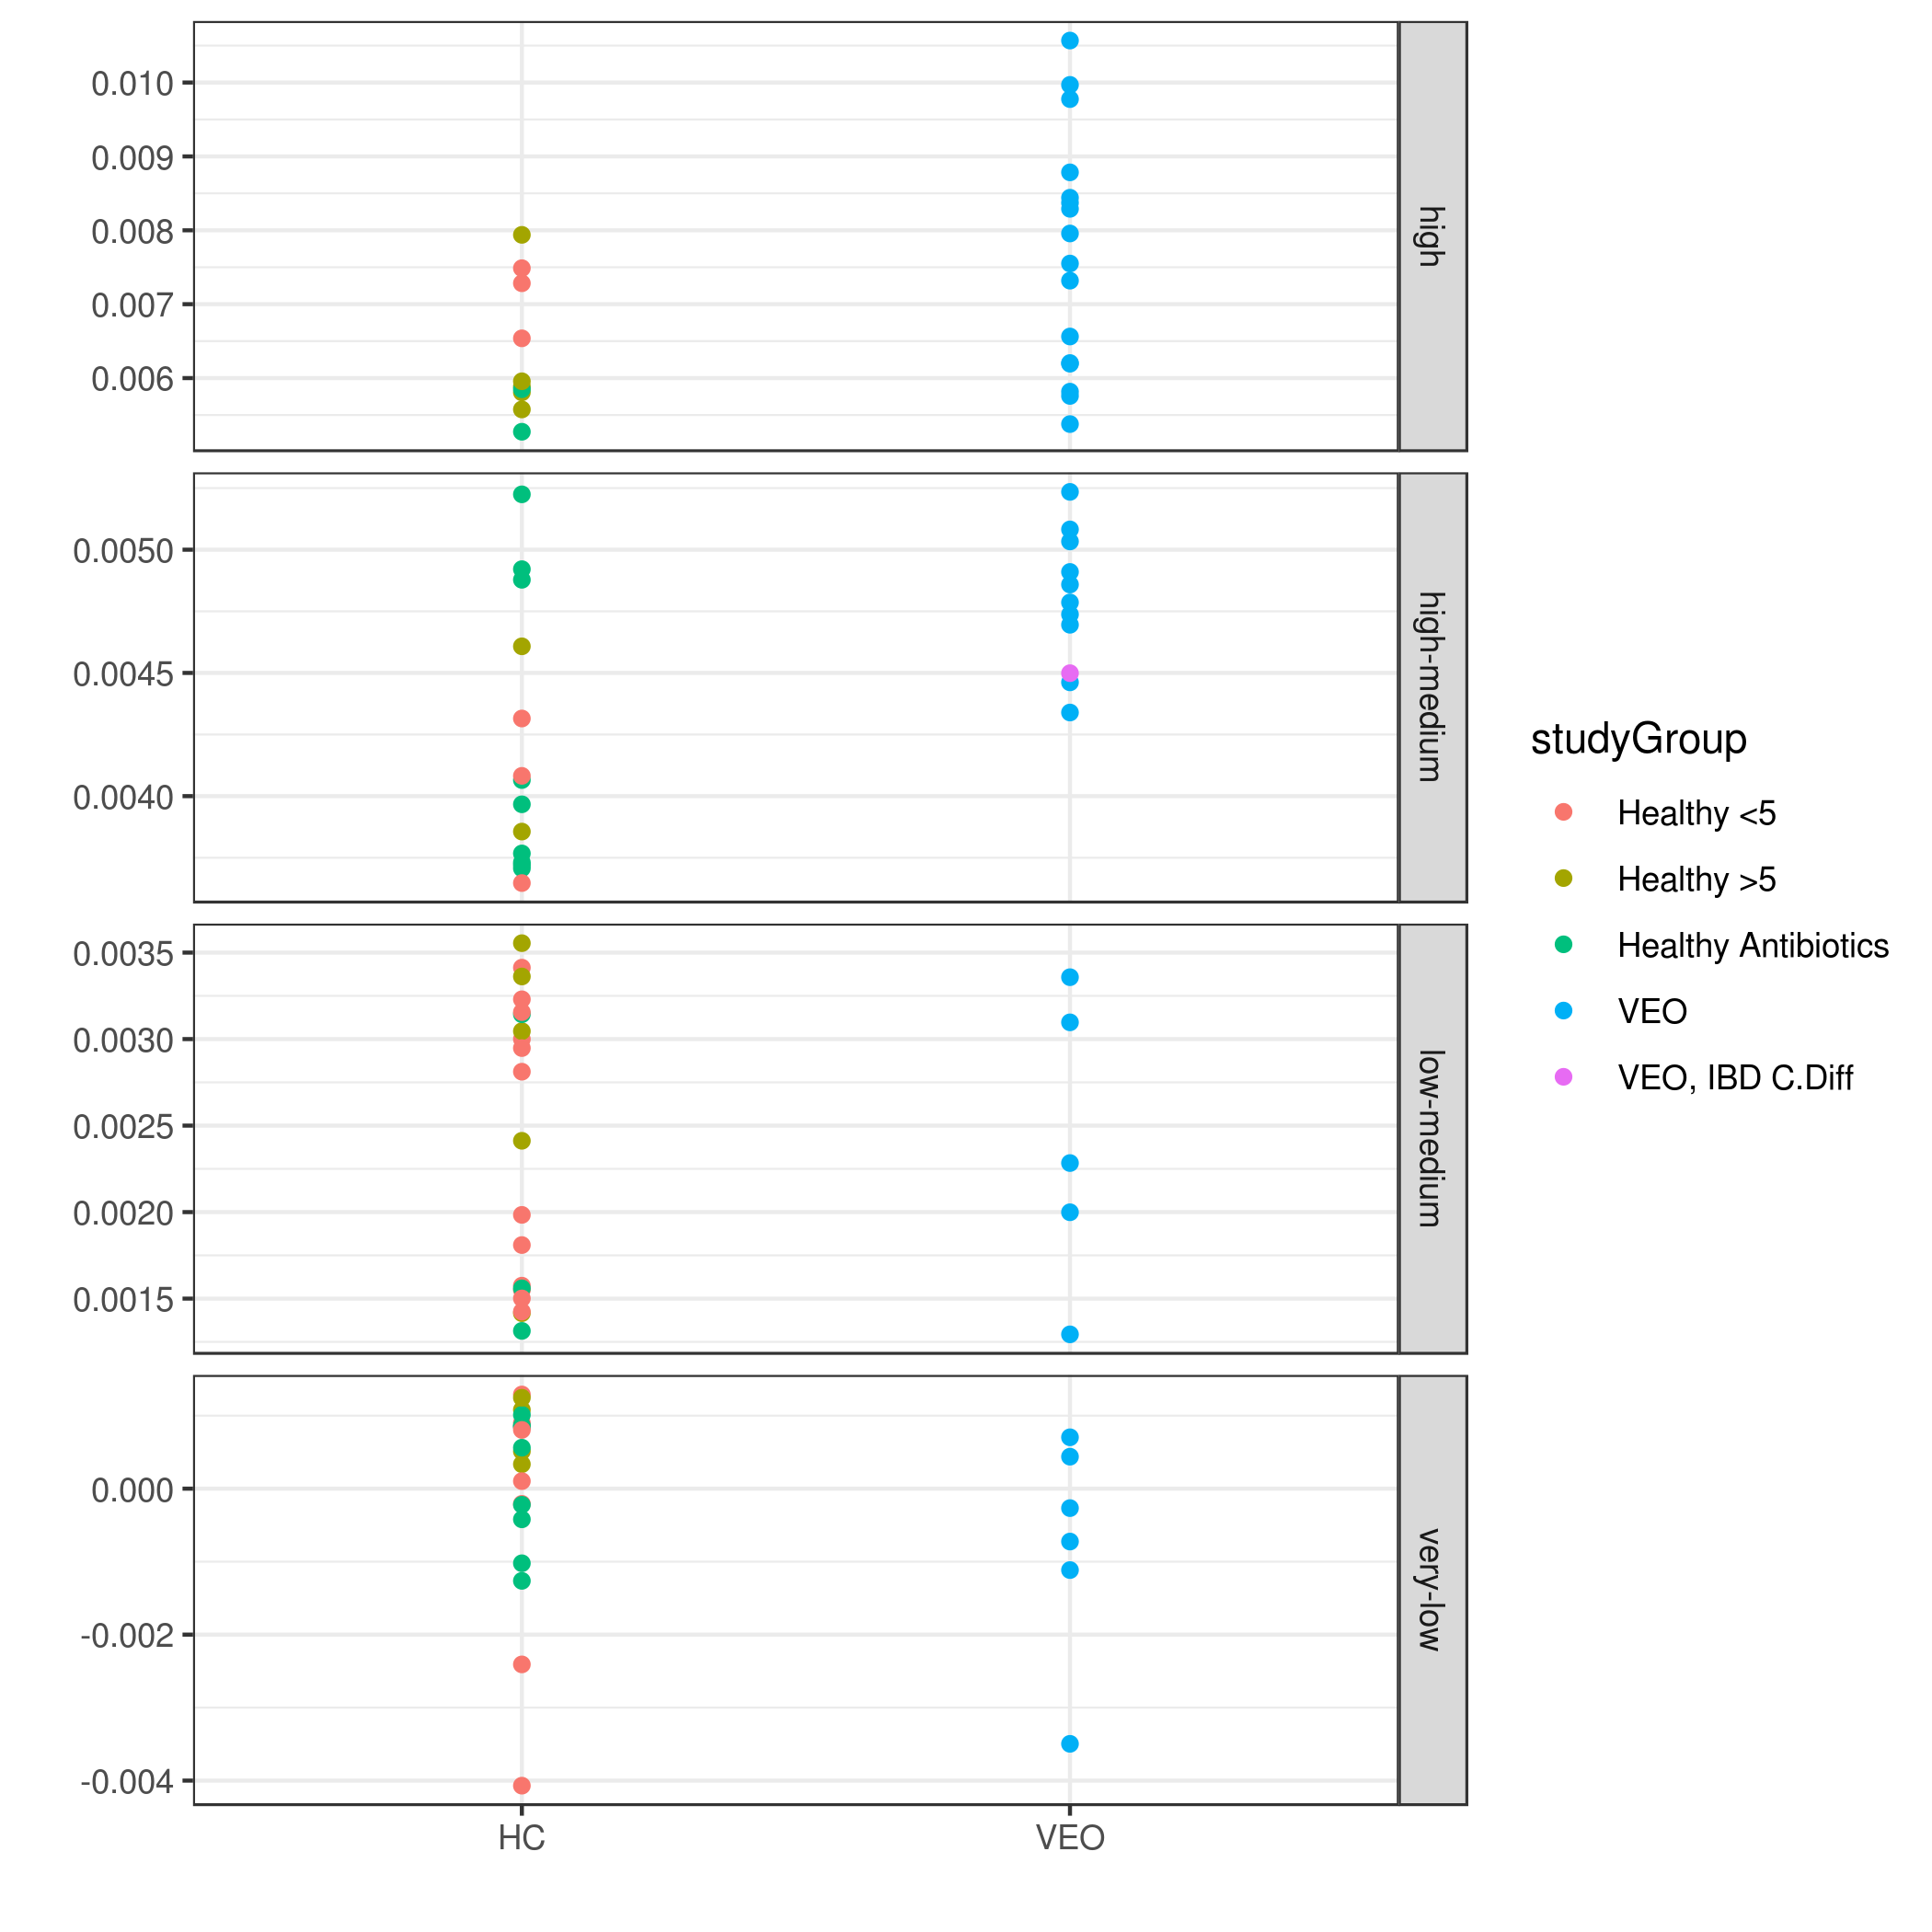 0.010
0.009
0.008
0.007
0.006
high
0.0050
0.0045
0.0040
high-medium
0.0035
0.0030
0.0025
0.0020
0.0015
low-medium
0.000
-0.002
-0.004
very-low
HC VEO
studyGroup
Healthy <5
Healthy >5
Healthy Antibiotics
VEO
VEO, IBD C.Diff